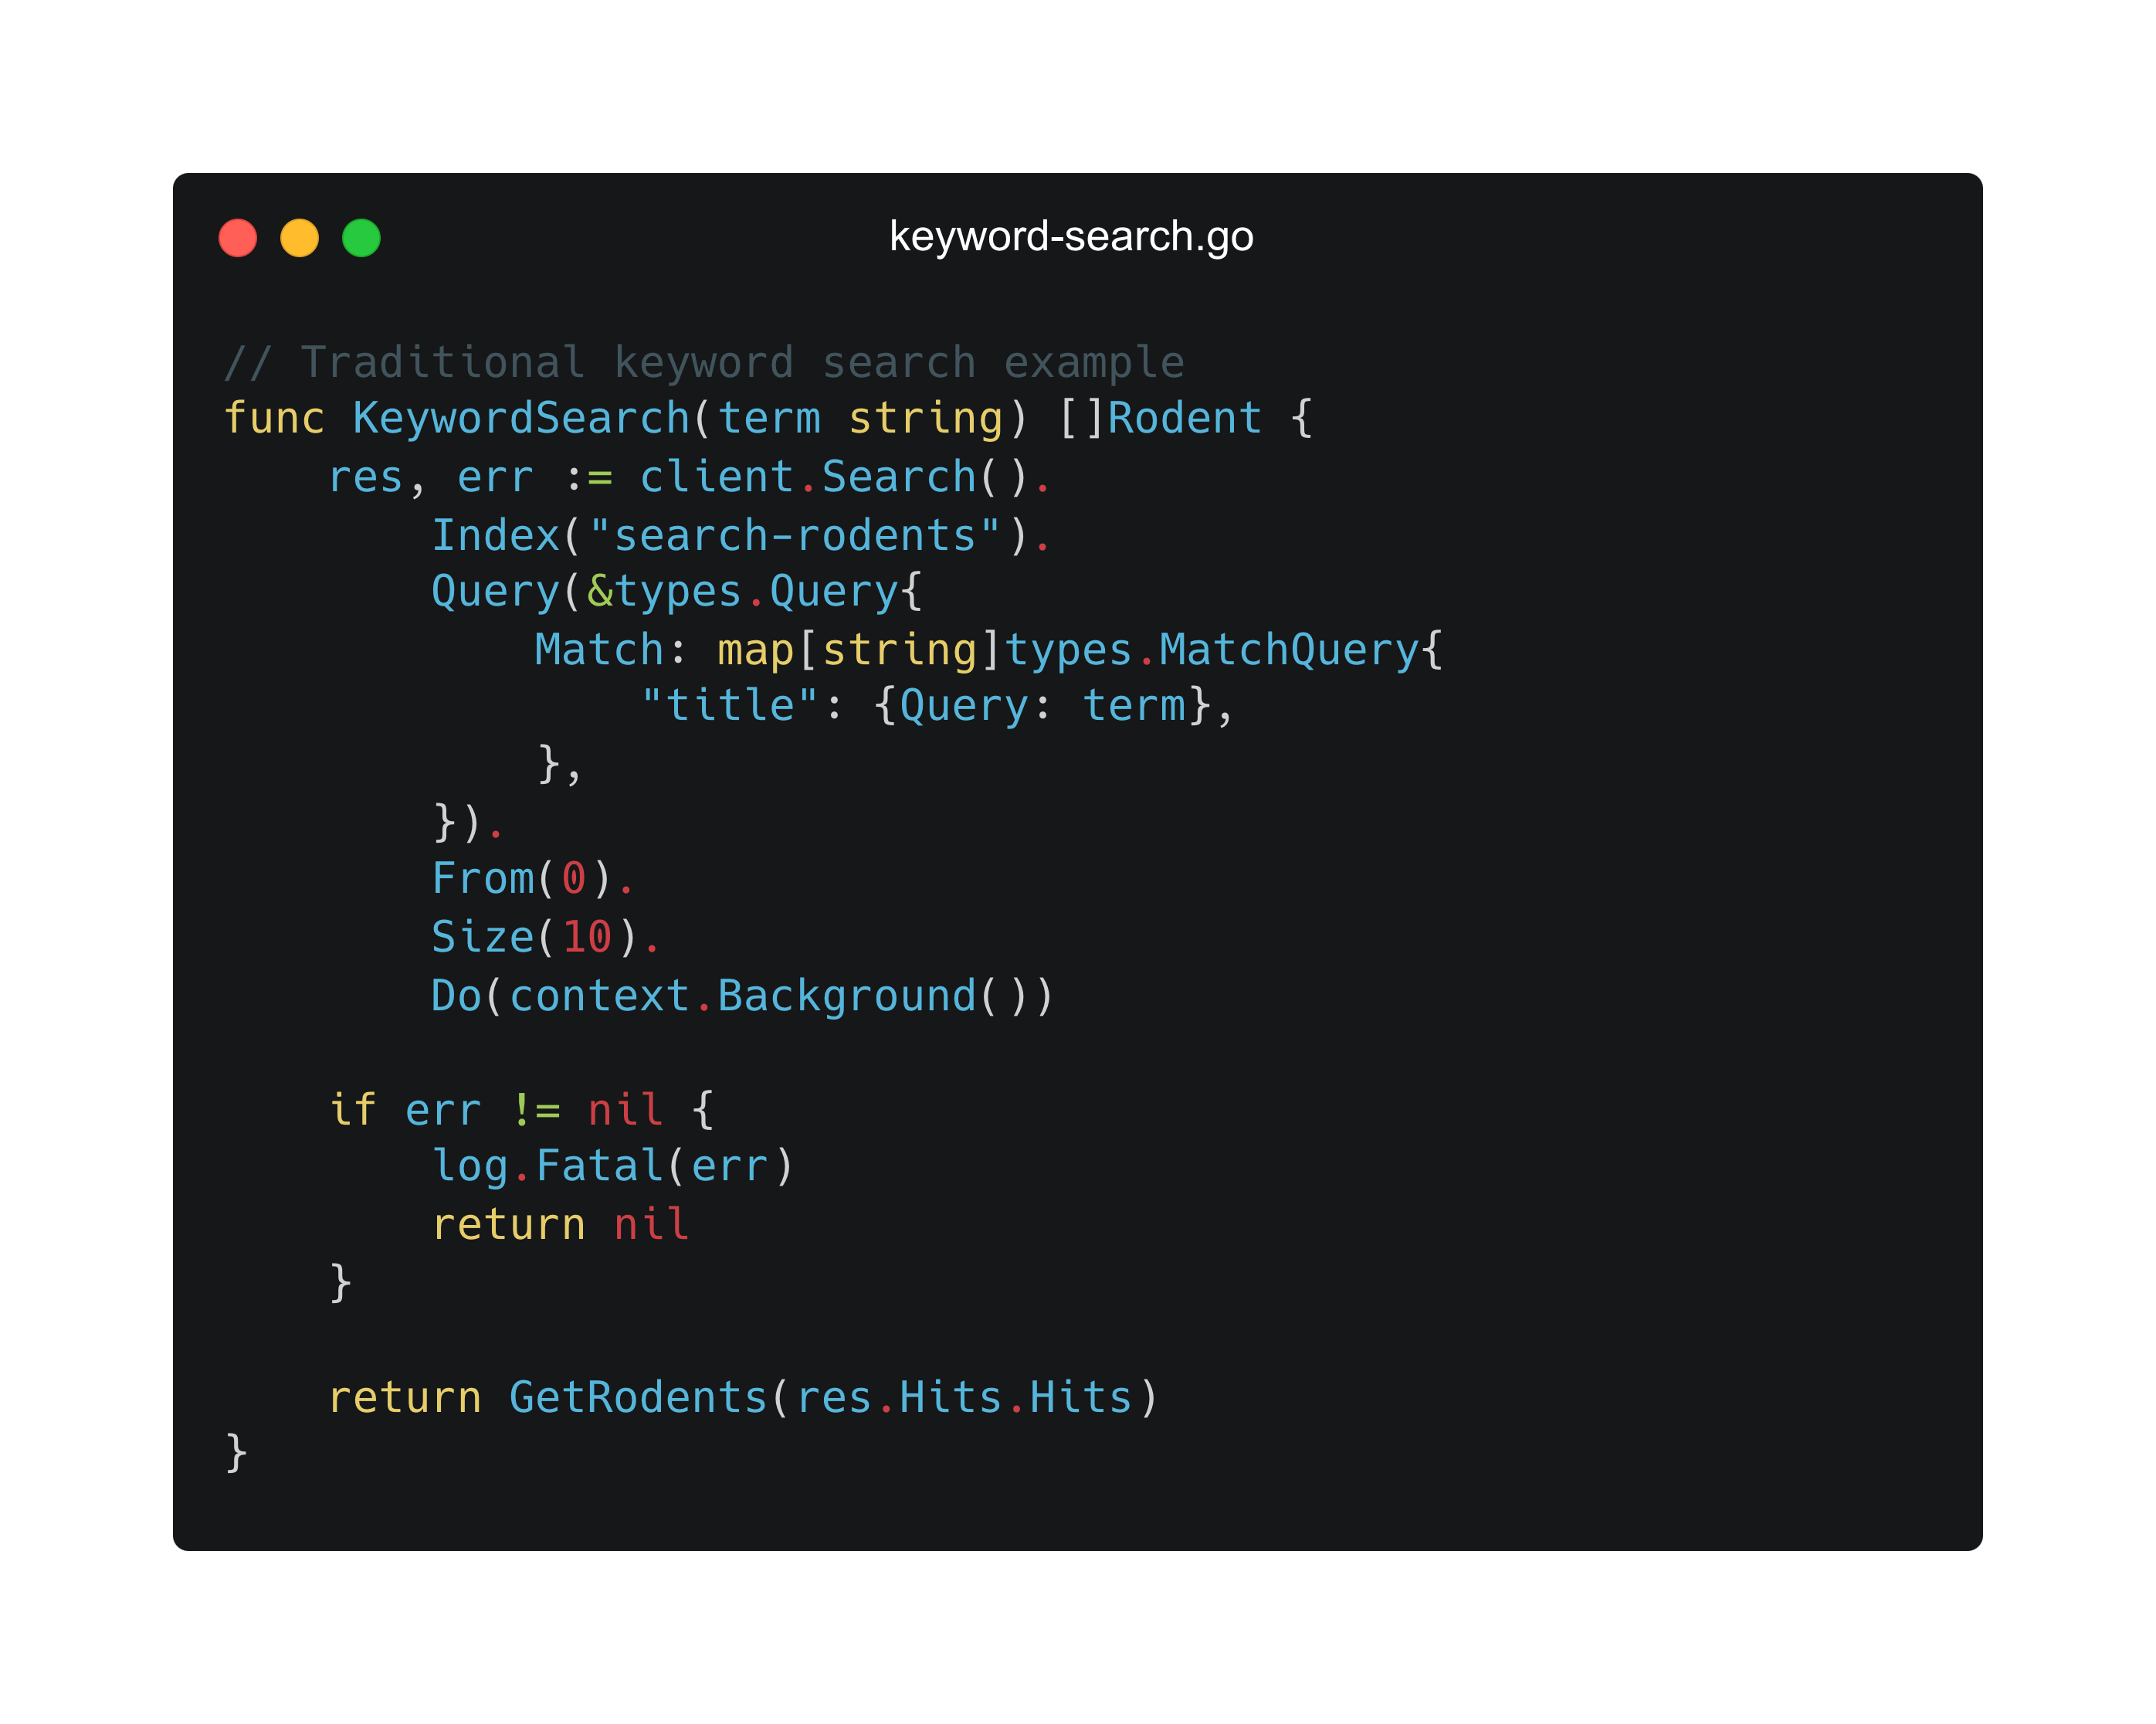 keyword-search.go
// Traditional keyword search example
func KeywordSearch(term string) []Rodent {
    res, err := client.Search().
        Index("search-rodents").
        Query(&types.Query{
            Match: map[string]types.MatchQuery{
                "title": {Query: term},
            },
        }).
        From(0).
        Size(10).
        Do(context.Background())

    if err != nil {
        log.Fatal(err)
        return nil
    }

    return GetRodents(res.Hits.Hits)
}